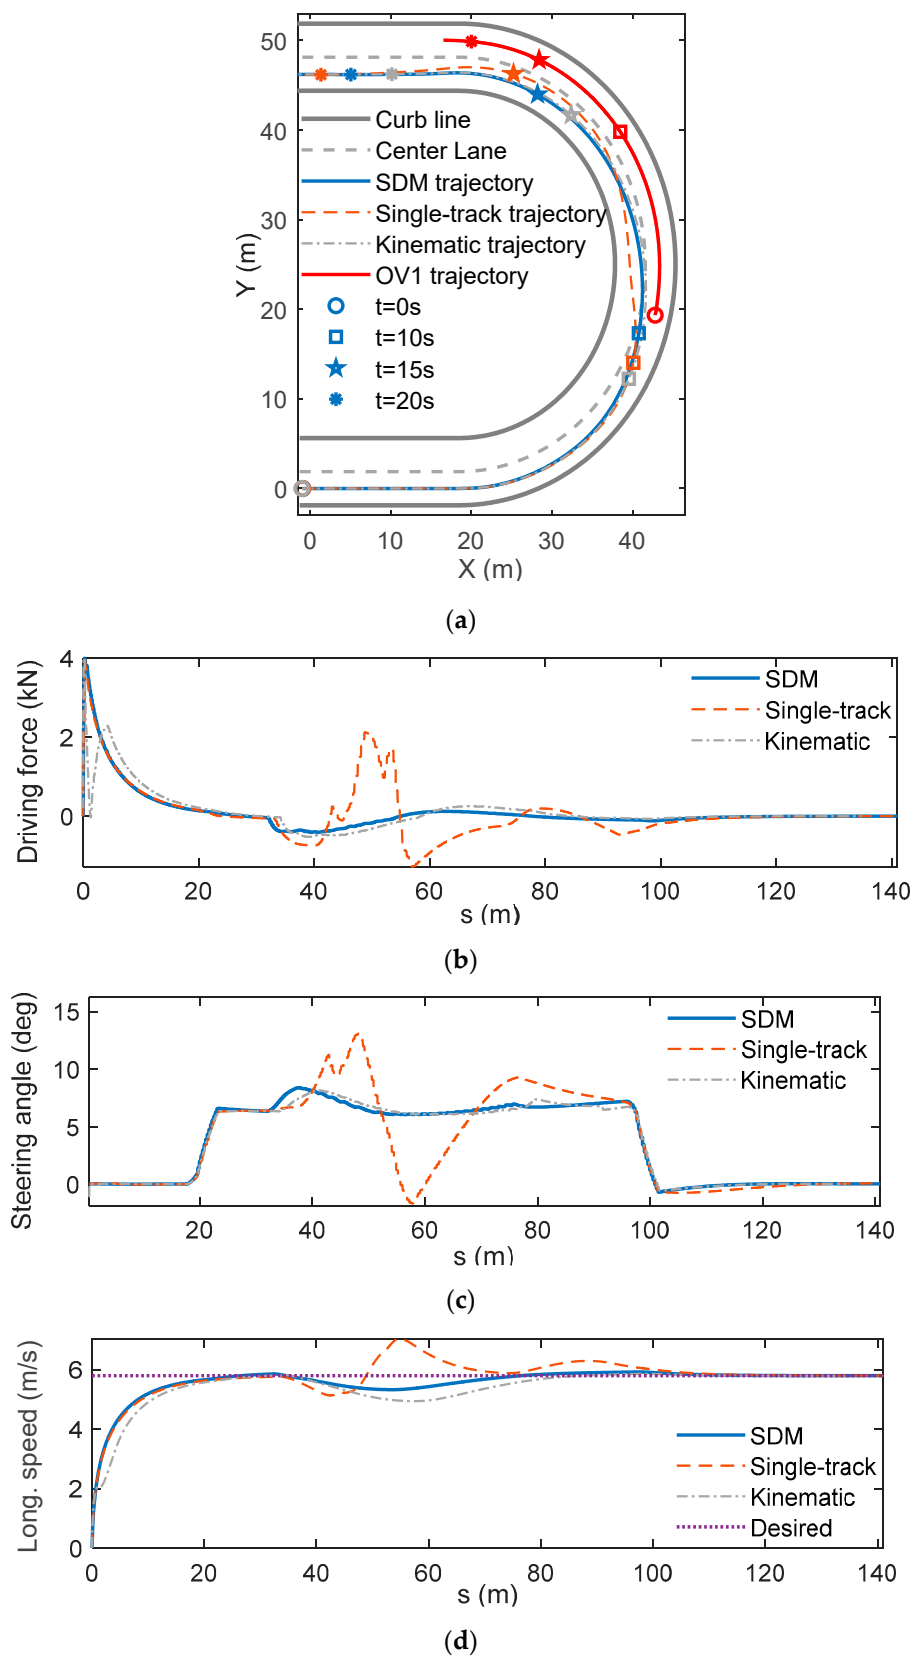 50
40
30
20
10
0
Y (m)
Curb line
Center Lane
SDM trajectory
Single-track trajectory
Kinematic trajectory
OV1 trajectory
t=0s
t=10s
t=15s
t=20s
0 10 20 30 40
X (m)
(a)
4
2
0
Driving force (kN)
SDM
Single-track
Kinematic
0 20 40 60 80 100 120 140
s (m)
(b)
15
10
5
0
Steering angle (deg)
SDM
Single-track
Kinematic
20 40 60 80 100 120 140
s (m)
(c)
6
4
2
0
Long. speed (m/s)
SDM
Single-track
Kinematic
Desired
0 20 40 60 80 100 120 140
s (m)
(d)